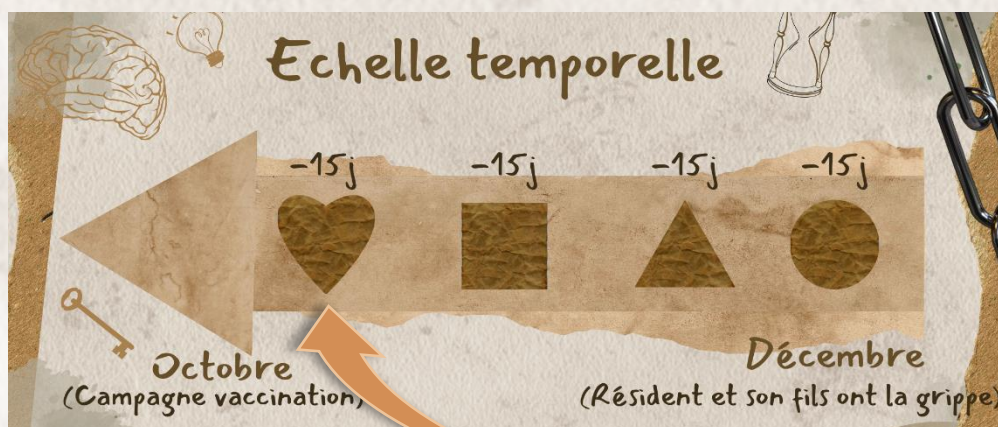 Echelle temporelle
-15j -15j -15j -15j
Octobre
(Campagne vaccination)
Décembre
(Résident et son fils ont la grippe)